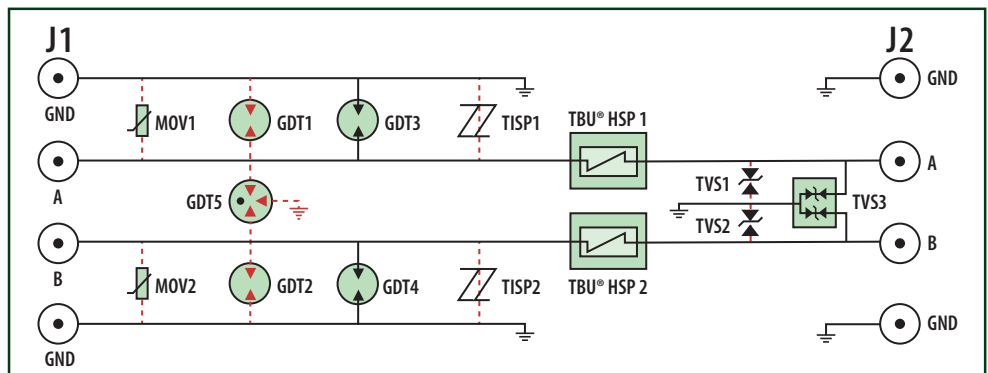 J1
J2
GND
GND
MOV1
GDT1
GDT3
TISP1
TBU® HSP 1
A
A
TVS1
GDT5
TVS3
TVS2
B
B
MOV2
GDT2
GDT4
TISP2
TBU® HSP 2
GND
GND